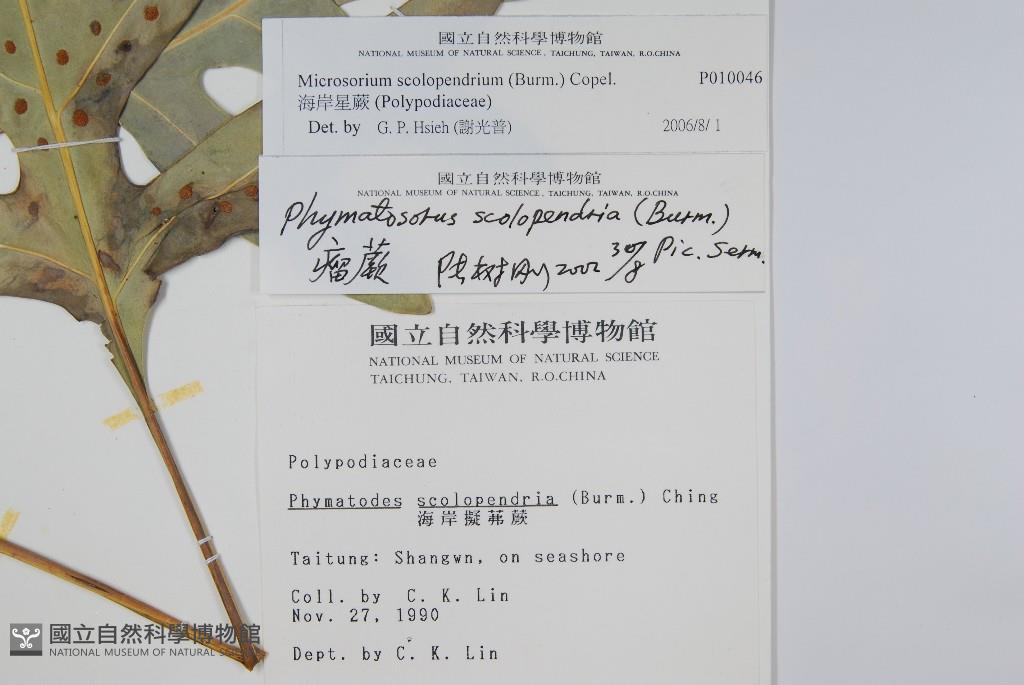 國立自然科學博物館
NATIONAL MUSEUM OF NATURAL SCIENCE, TAICHUNG, TAIWAN, R.O.CHINA
Microsorium scolopendrium (Burm.) Copel. P010046
海岸星蕨 (Polypodiaceae)
Det. by G. P. Hsieh (謝光普) 2006/8/1
國立自然科學博物館
NATIONAL MUSEUM OF NATURAL SCIENCE, TAICHUNG, TAIWAN, R.O.CHINA
Phymatosorus scolopendria (Burm.)
瘤蕨 2002 30/8 Pic. Serm.
國立自然科學博物館
NATIONAL MUSEUM OF NATURAL SCIENCE
TAICHUNG, TAIWAN, R.O.CHINA
Polypodiaceae
Phymatodes scolopendria (Burm.) Ching
海岸擬茀蕨
Taitung: Shangwn, on seashore
Coll. by C. K. Lin
Nov. 27, 1990
Dept. by C. K. Lin
國立自然科學博物館
NATIONAL MUSEUM OF NATURAL